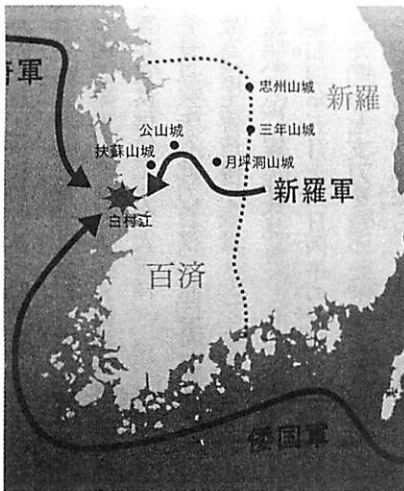 唐軍
忠州山城
新羅
公山城
三年山城
扶蘇山城
月坪洞山城
新羅軍
白村江
百済
倭国軍